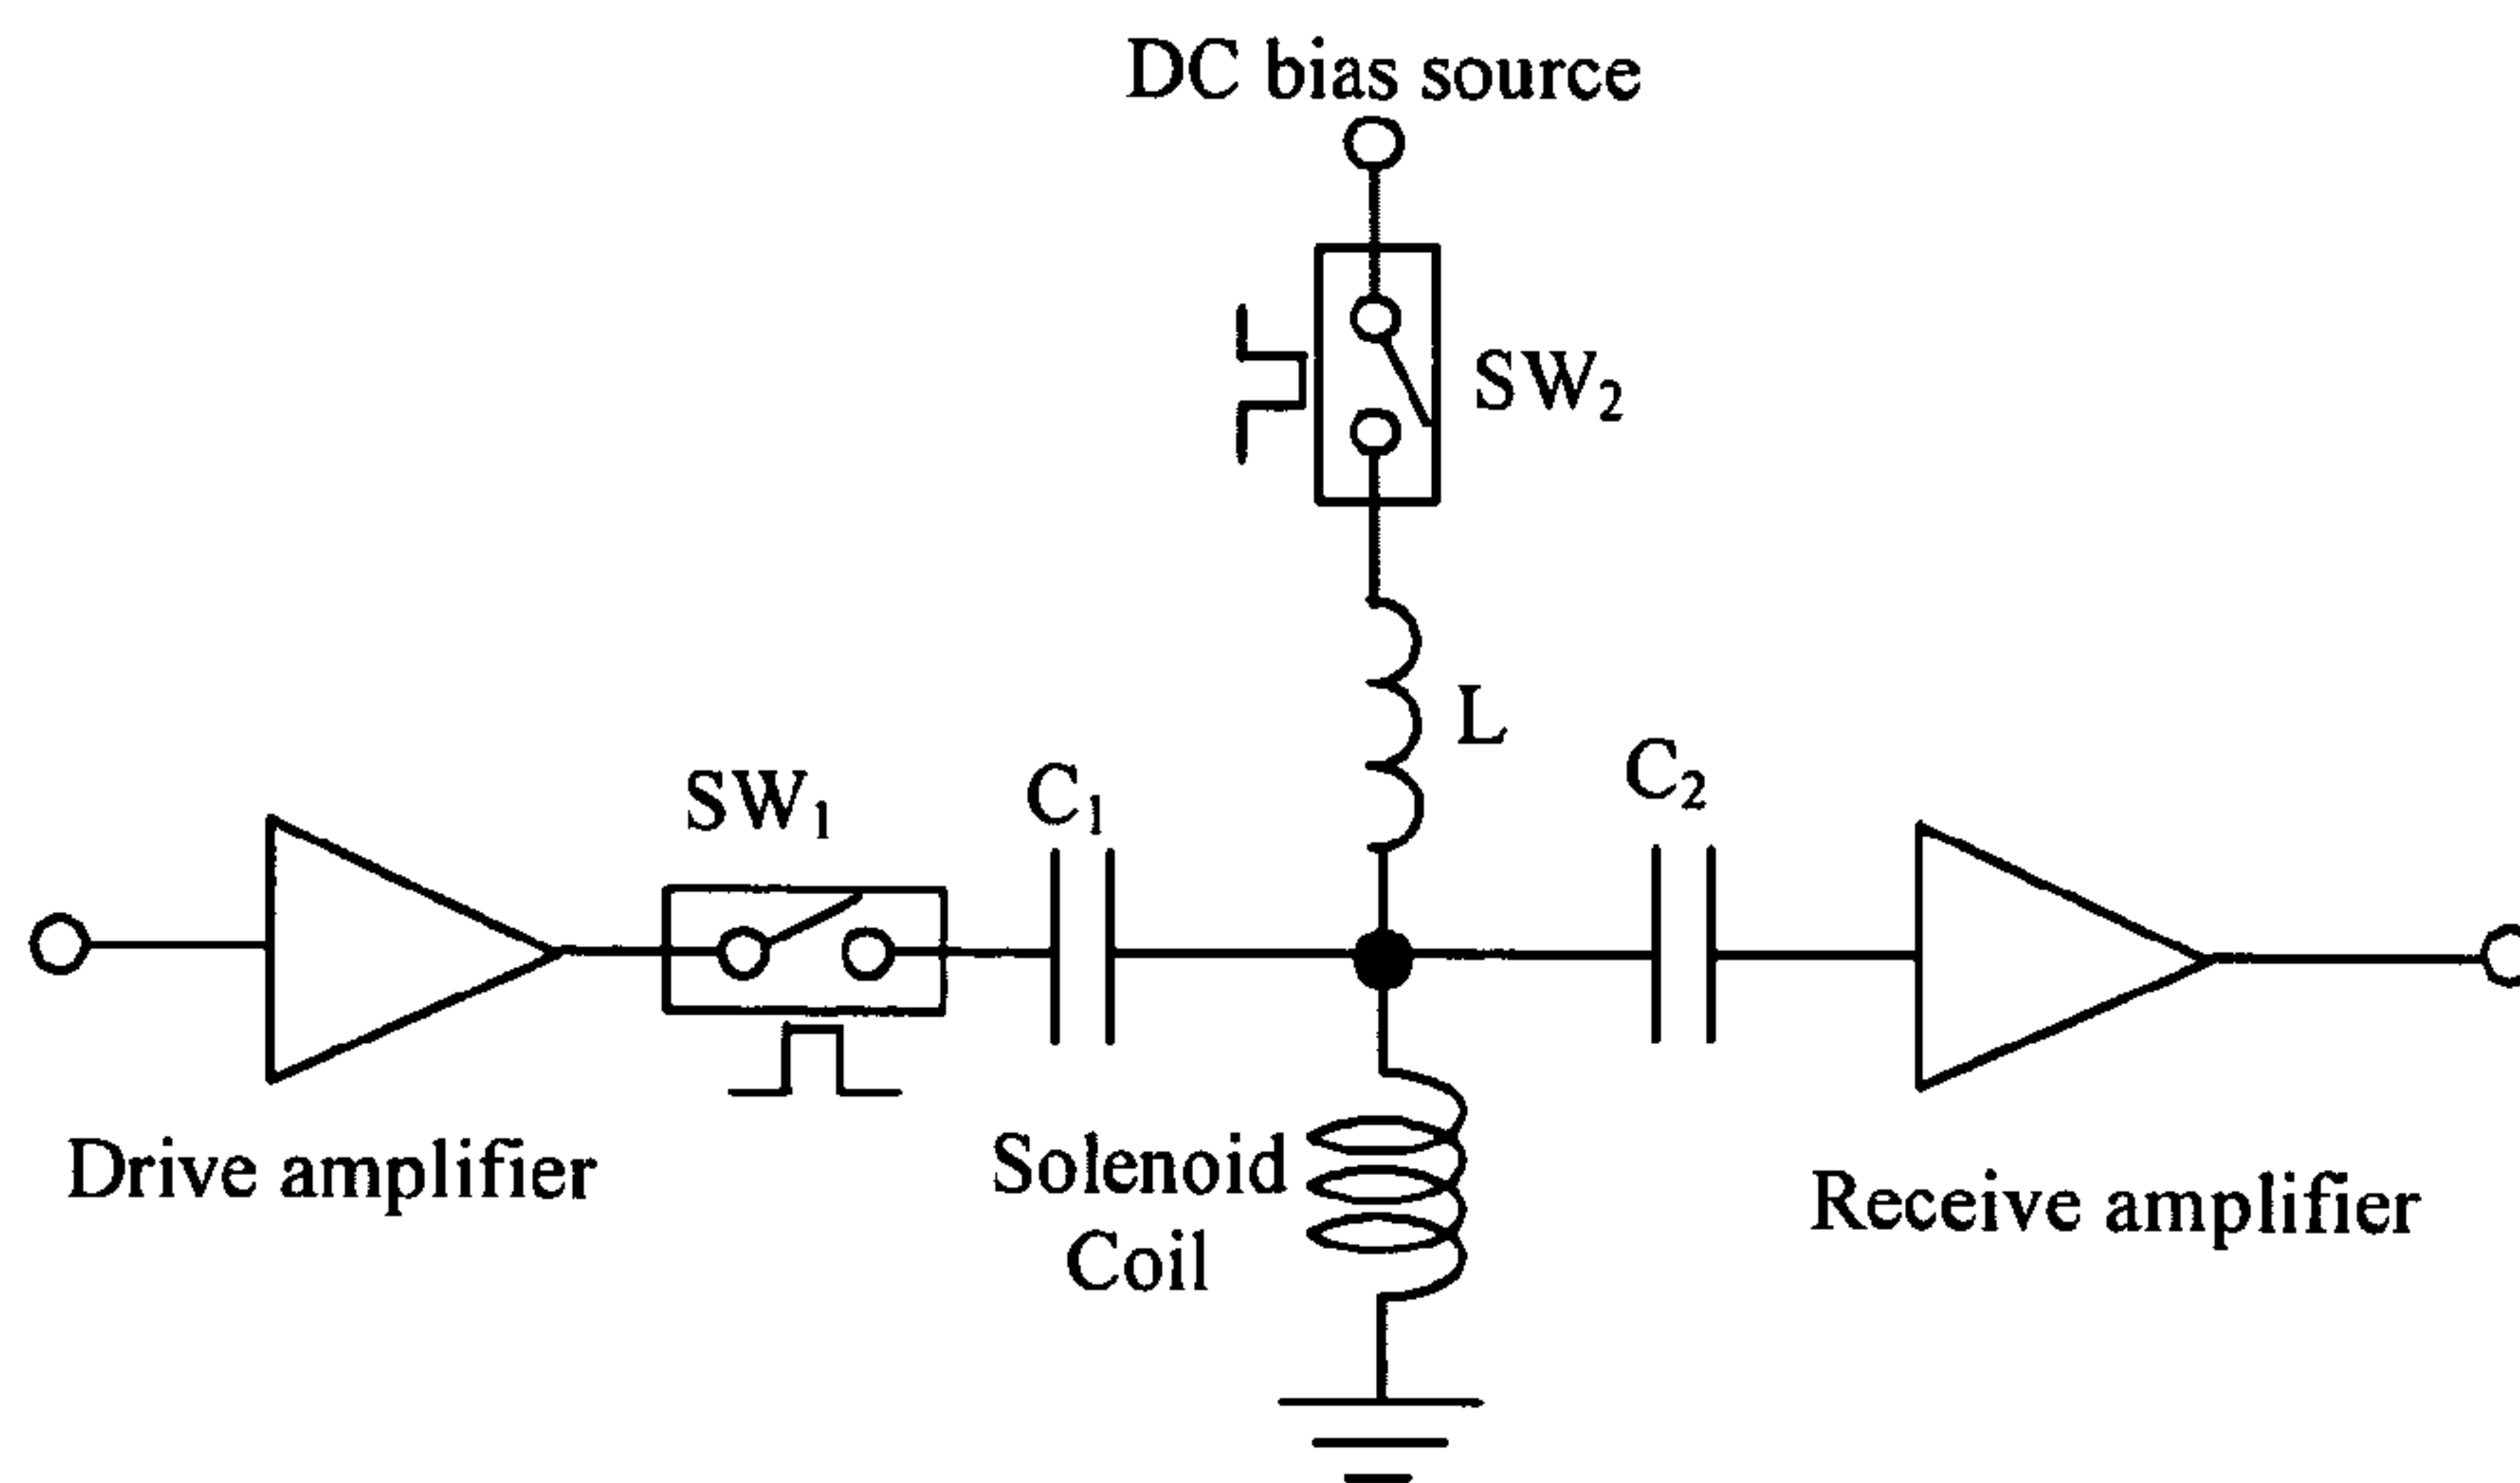 DC bias source
SW₂
L
C₂
SW₁
C₁
Drive amplifier
Solenoid
Coil
Receive amplifier